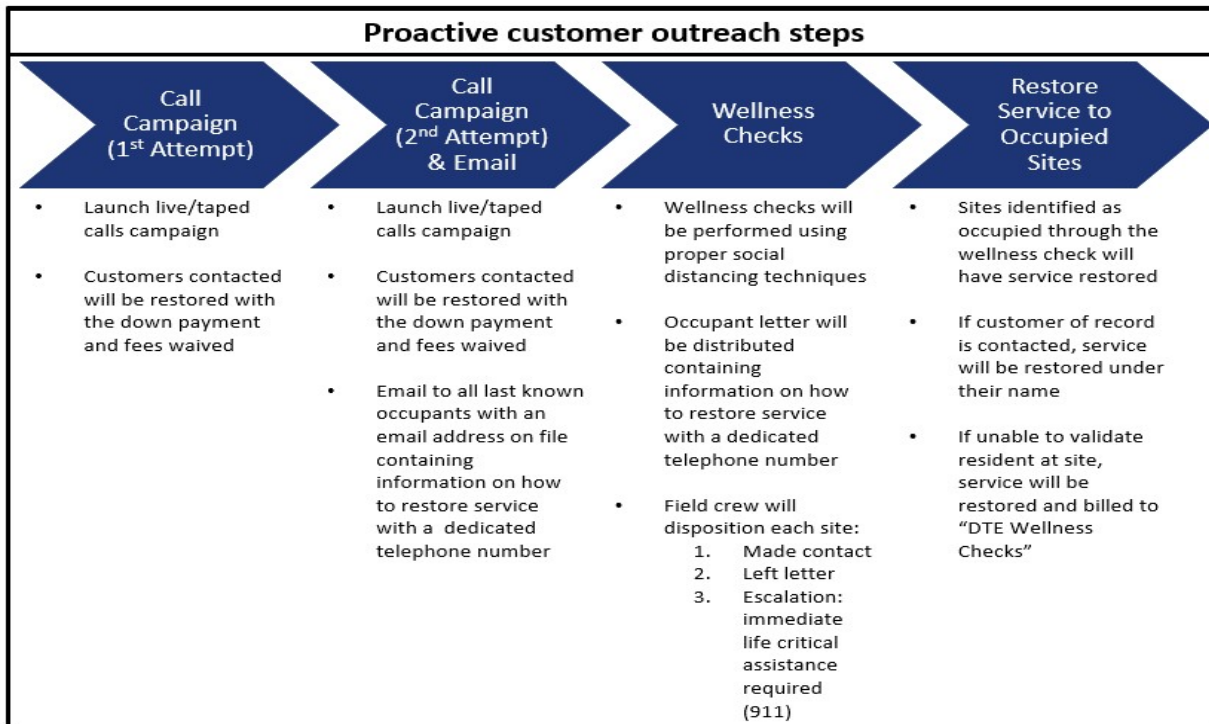 Proactive customer outreach steps
Call
Campaign
(1st Attempt)
Call
Campaign
(2nd Attempt)
& Email
Wellness
Checks
Restore
Service to
Occupied
Sites
• Launch live/taped
calls campaign
• Customers contacted
will be restored with
the down payment
and fees waived
• Launch live/taped
calls campaign
• Customers contacted
will be restored with
the down payment
and fees waived
• Email to all last known
occupants with an
email address on file
containing
information on how
to restore service
with a dedicated
telephone number
• Wellness checks will
be performed using
proper social
distancing techniques
• Occupant letter will
be distributed
containing
information on how
to restore service
with a dedicated
telephone number
• Field crew will
disposition each site:
1. Made contact
2. Left letter
3. Escalation:
immediate
life critical
assistance
required
(911)
• Sites identified as
occupied through the
wellness check will
have service restored
• If customer of record
is contacted, service
will be restored under
their name
• If unable to validate
resident at site,
service will be
restored and billed to
“DTE Wellness
Checks”